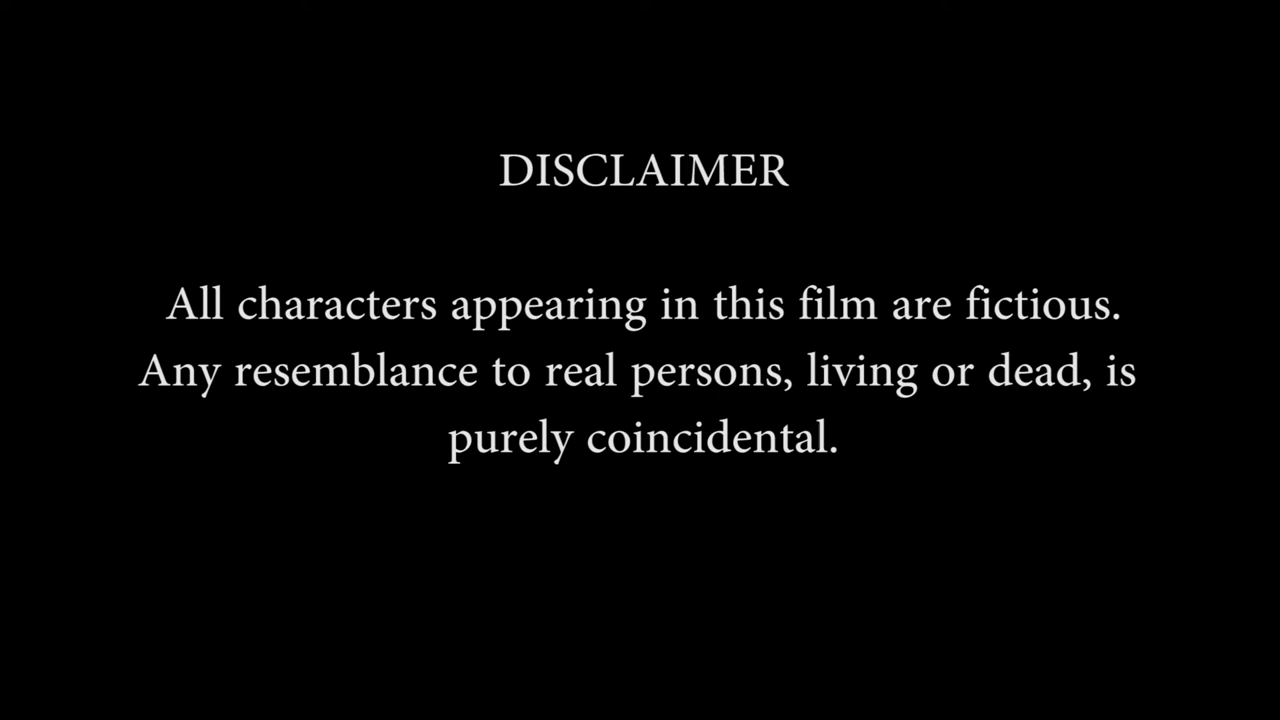 DISCLAIMER
All characters appearing in this film are fictious.
Any resemblance to real persons, living or dead, is
purely coincidental.